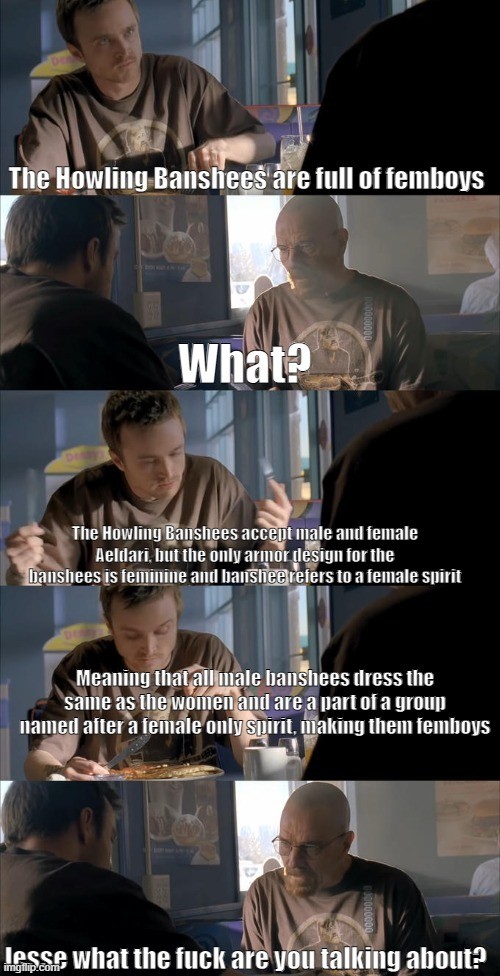 The Howling Banshees are full of femboys
What?
Denny's
The Howling Banshees accept male and female
Aeldari, but the only armor design for the
banshees is feminine and banshee refers to a female spirit
Meaning that all male banshees dress the
same as the women and are a part of a group
named after a female only spirit, making them femboys
Jesse what the fuck are you talking about?
imgflip.com